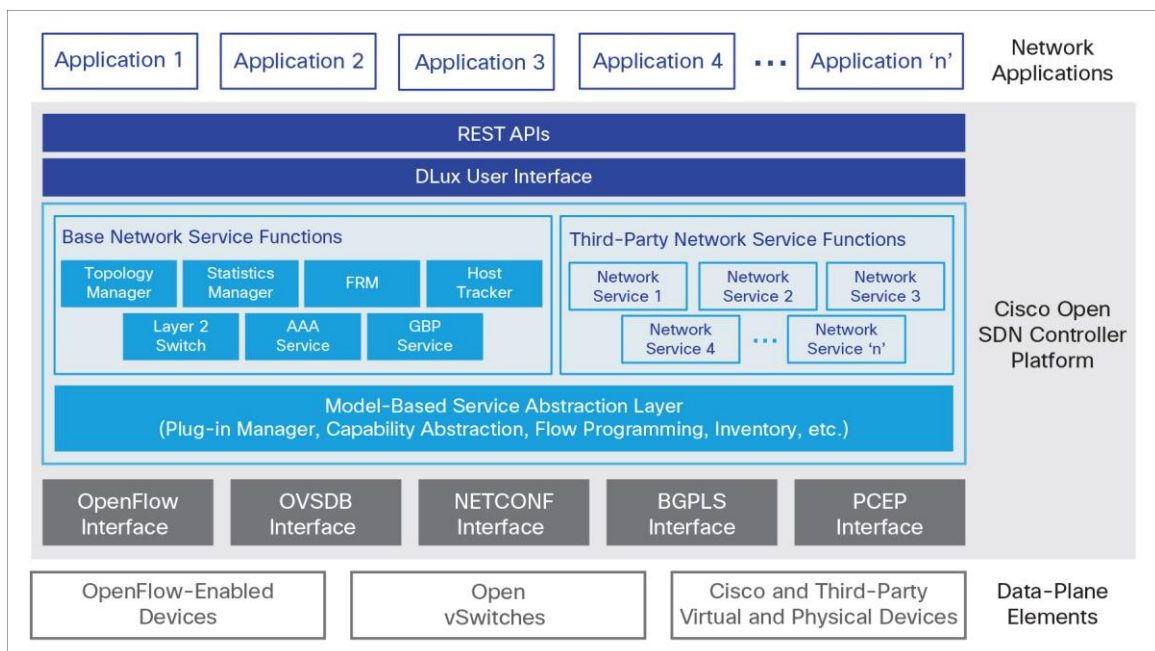 Application 1
Application 2
Application 3
Application 4
...
Application ‘n’
Network
Applications
REST APIs
DLux User Interface
Base Network Service Functions
Topology
Manager
Statistics
Manager
FRM
Host
Tracker
Layer 2
Switch
AAA
Service
GBP
Service
Third-Party Network Service Functions
Network
Service 1
Network
Service 2
Network
Service 3
Network
Service 4
...
Network
Service ‘n’
Model-Based Service Abstraction Layer
(Plug-in Manager, Capability Abstraction, Flow Programming, Inventory, etc.)
Cisco Open
SDN Controller
Platform
OpenFlow
Interface
OVSDB
Interface
NETCONF
Interface
BGPLS
Interface
PCEP
Interface
OpenFlow-Enabled
Devices
Open
vSwitches
Cisco and Third-Party
Virtual and Physical Devices
Data-Plane
Elements